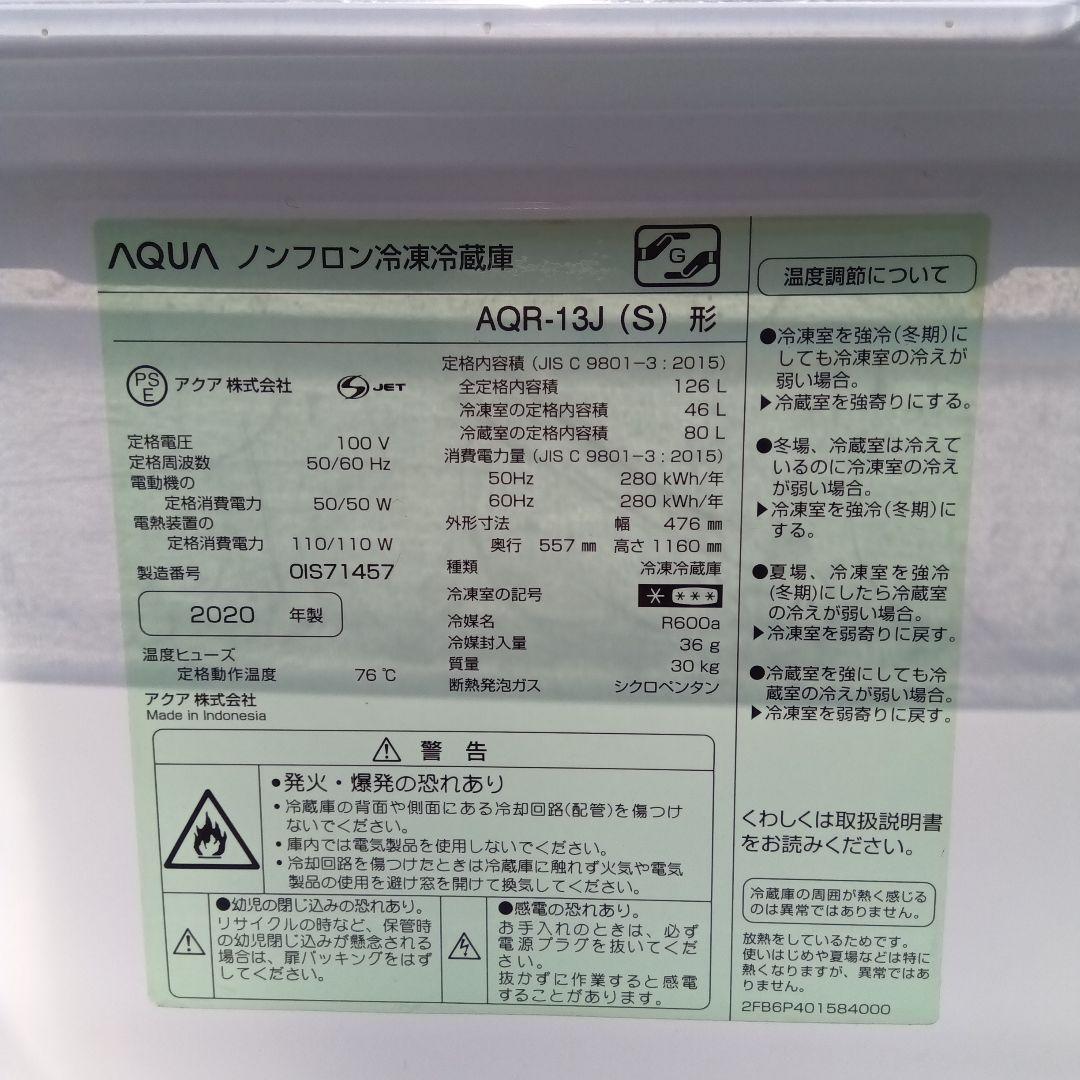 AQUA ノンフロン冷凍冷蔵庫
G
AQR-13J (S) 形
PS
E
アクア 株式会社
S JET
定格電圧 100 V
定格周波数 50/60 Hz
電動機の
定格消費電力 50/50 W
電熱装置の
定格消費電力 110/110 W
製造番号 0IS71457
2020 年製
温度ヒューズ
定格動作温度 76 ℃
アクア 株式会社
Made in Indonesia
定格内容積 (JIS C 9801-3 : 2015)
全定格内容積 126 L
冷凍室の定格内容積 46 L
冷蔵室の定格内容積 80 L
消費電力量 (JIS C 9801-3 : 2015)
50Hz 280 kWh/年
60Hz 280 kWh/年
外形寸法 幅 476 ㎜
奥行 557 ㎜ 高さ 1160 ㎜
種類 冷凍冷蔵庫
冷凍室の記号 * ***
冷媒名 R600a
冷媒封入量 36 g
質量 30 kg
断熱発泡ガス シクロペンタン
⚠ 警 告
●発火・爆発の恐れあり
・冷蔵庫の背面や側面にある冷却回路(配管)を傷つけ
ないでください。
・庫内では電気製品を使用しないでください。
・冷却回路を傷つけたときは冷蔵庫に触れず火気や電気
製品の使用を避け窓を開けて換気してください。
●幼児の閉じ込みの恐れあり。
リサイクルの時など、保管時
の幼児閉じ込みが懸念される
場合は、扉パッキングをはず
してください。
●感電の恐れあり。
お手入れのときは、必ず
電源プラグを抜いてくだ
さい。
抜かずに作業すると感電
することがあります。
温度調節について
●冷凍室を強冷(冬期)に
しても冷凍室の冷えが
弱い場合。
▶冷蔵室を強寄りにする。
●冬場、冷蔵室は冷えて
いるのに冷凍室の冷え
が弱い場合。
▶冷凍室を強冷(冬期)に
する。
●夏場、冷凍室を強冷
(冬期)にしたら冷蔵室
の冷えが弱い場合。
▶冷凍室を弱寄りに戻す。
●冷蔵室を強にしても冷
蔵室の冷えが弱い場合。
▶冷凍室を弱寄りに戻す。
くわしくは取扱説明書
をお読みください。
冷蔵庫の周囲が熱く感じる
のは異常ではありません。
放熱をしているためです。
使いはじめや夏場などは特に
熱くなりますが、異常ではあ
りません。
2FB6P401584000